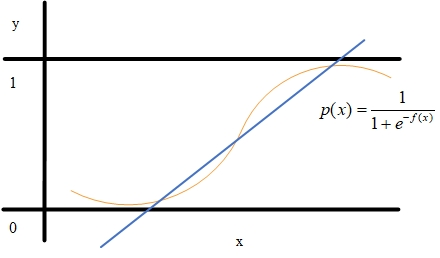 y
1
p(x) = 1 / (1 + e^{-f(x)})
0
x